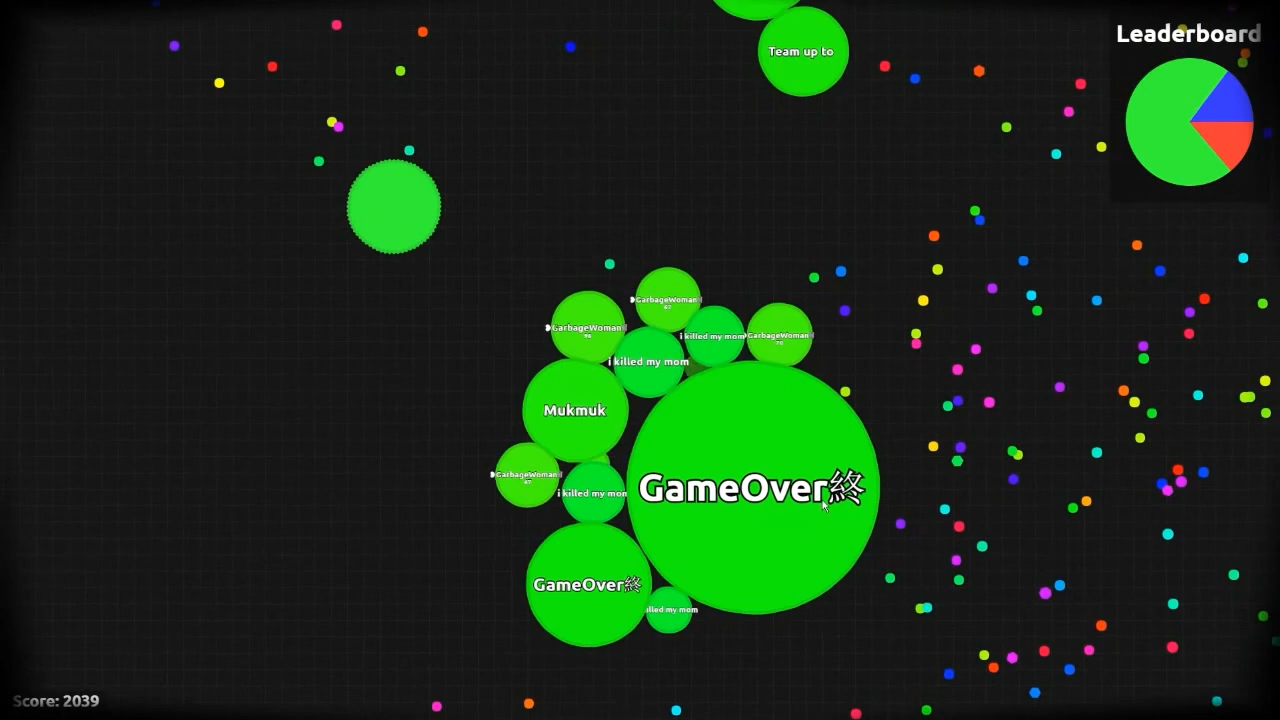 Leaderboard
Team up to
GarbageWoman
67
GarbageWoman
i killed my mom
GarbageWoman
70
i killed my mom
Mukmuk
GarbageWoman
i killed my mom
GameOver終
GameOver終
illed my mom
Score: 2039